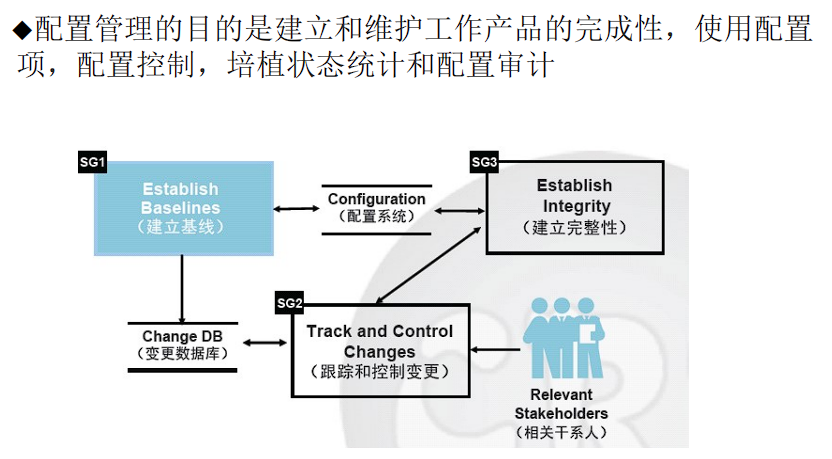 ◆配置管理的目的是建立和维护工作产品的完成性，使用配置
项，配置控制，培植状态统计和配置审计
SG1
Establish
Baselines
（建立基线）
Configuration
（配置系统）
SG3
Establish
Integrity
（建立完整性）
Change DB
（变更数据库）
SG2
Track and Control
Changes
（跟踪和控制变更）
Relevant
Stakeholders
（相关干系人）